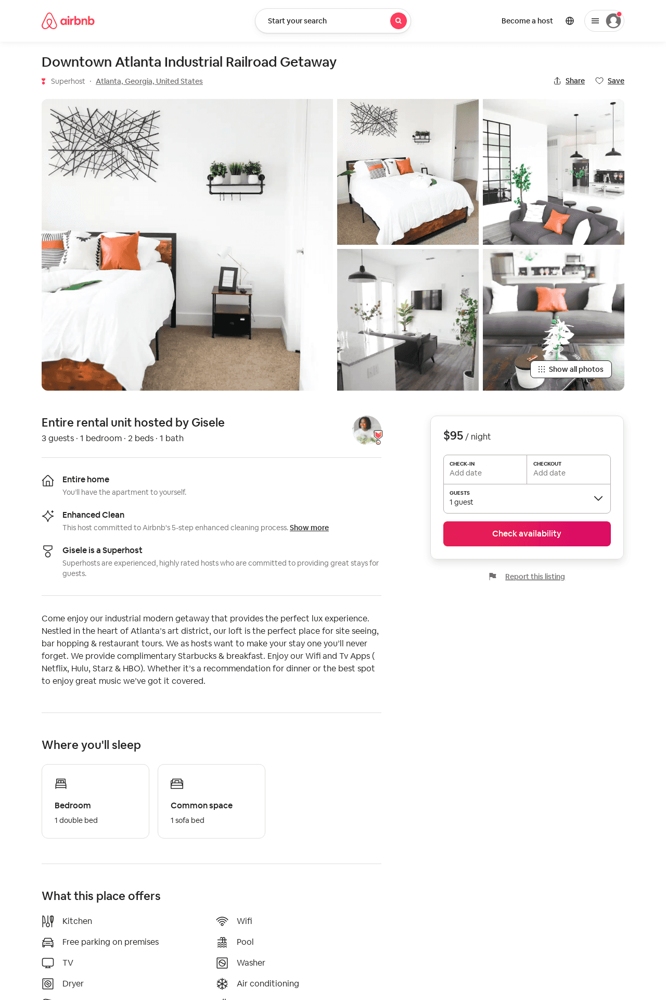 airbnb
Start your search
Become a host
Downtown Atlanta Industrial Railroad Getaway
Superhost · Atlanta, Georgia, United States
Share
Save
Show all photos
Entire rental unit hosted by Gisele
3 guests · 1 bedroom · 2 beds · 1 bath
Entire home
You’ll have the apartment to yourself.
Enhanced Clean
This host committed to Airbnb's 5-step enhanced cleaning process. Show more
Gisele is a Superhost
Superhosts are experienced, highly rated hosts who are committed to providing great stays for
guests.
$95 / night
CHECK-IN
Add date
CHECKOUT
Add date
GUESTS
1 guest
Check availability
Report this listing
Come enjoy our industrial modern getaway that provides the perfect lux experience.
Nestled in the heart of Atlanta’s art district, our loft is the perfect place for site seeing,
bar hopping & restaurant tours. We as hosts want to make your stay one you’ll never
forget. We provide complimentary Starbucks & breakfast. Enjoy our Wifi and Tv Apps (
Netflix, Hulu, Starz & HBO). Whether it’s a recommendation for dinner or the best spot
to enjoy great music we’ve got it covered.
Where you'll sleep
Bedroom
1 double bed
Common space
1 sofa bed
What this place offers
Kitchen
Wifi
Free parking on premises
Pool
TV
Washer
Dryer
Air conditioning